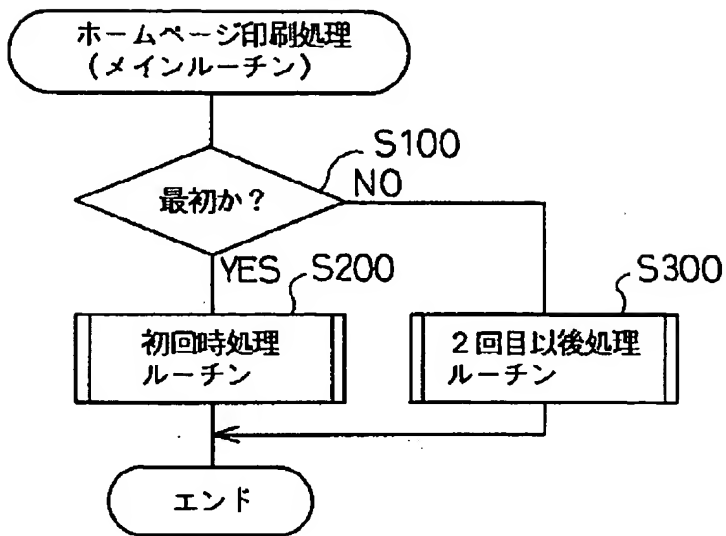 ホームページ印刷処理
(メインルーチン)
S100
最初か？
NO
YES
S200
S300
初回時処理
ルーチン
２回目以後処理
ルーチン
エンド